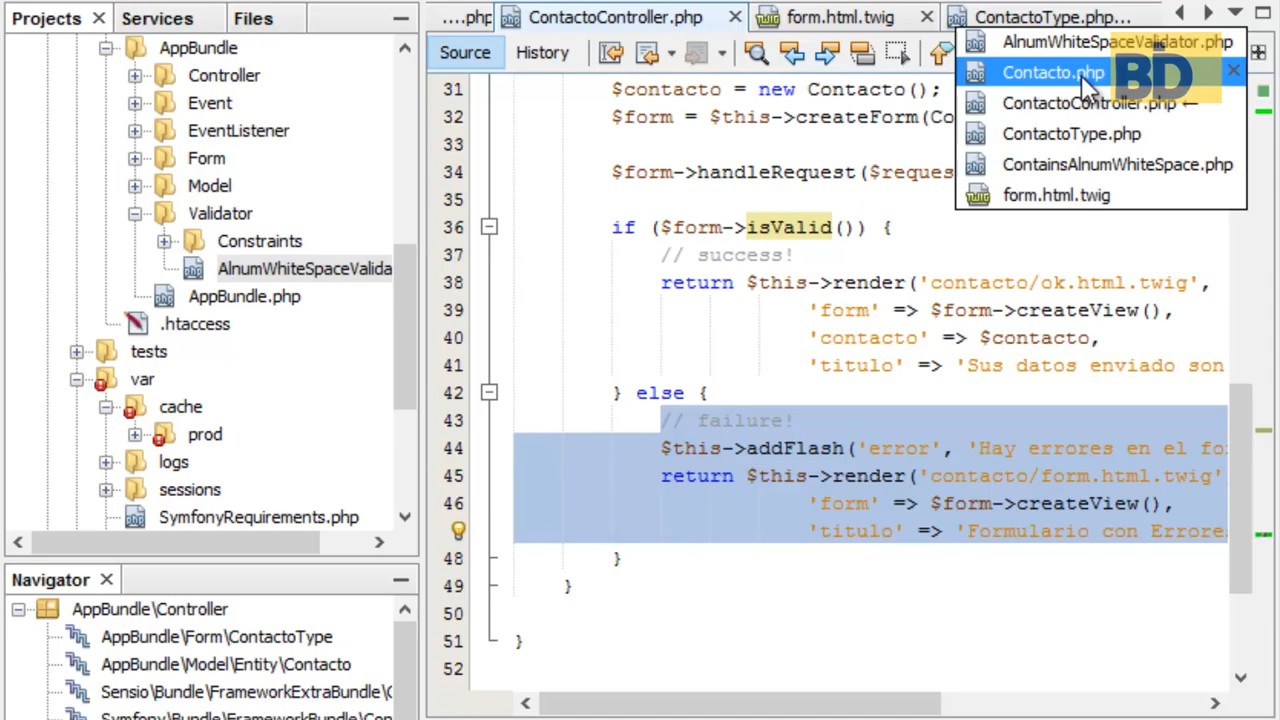 Projects
Services
Files
AppBundle
Controller
Event
EventListener
Form
Model
Validator
Constraints
AlnumWhiteSpaceValida
AppBundle.php
.htaccess
tests
var
cache
prod
logs
sessions
SymfonyRequirements.php
Navigator
AppBundle\Controller
AppBundle\Form\ContactoType
AppBundle\Model\Entity\Contacto
Sensio\Bundle\FrameworkExtraBundle\C
Symfony\Bundle\FrameworkBundle\Con
....php
ContactoController.php
form.html.twig
ContactoType.php...
Source
History
AlnumWhiteSpaceValidator.php
Contacto.php
ContactoController.php ←
ContactoType.php
ContainsAlnumWhiteSpace.php
form.html.twig
BD
31 $contacto = new Contacto();
32 $form = $this->createForm(Co
33
34 $form->handleRequest($reques
35
36 if ($form->isValid()) {
37 // success!
38 return $this->render('contacto/ok.html.twig',
39 'form' => $form->createView(),
40 'contacto' => $contacto,
41 'titulo' => 'Sus datos enviado son
42 } else {
43 // failure!
44 $this->addFlash('error', 'Hay errores en el fo
45 return $this->render('contacto/form.html.twig'
46 'form' => $form->createView(),
'titulo' => 'Formulario con Errores
48 }
49 }
50
51 }
52